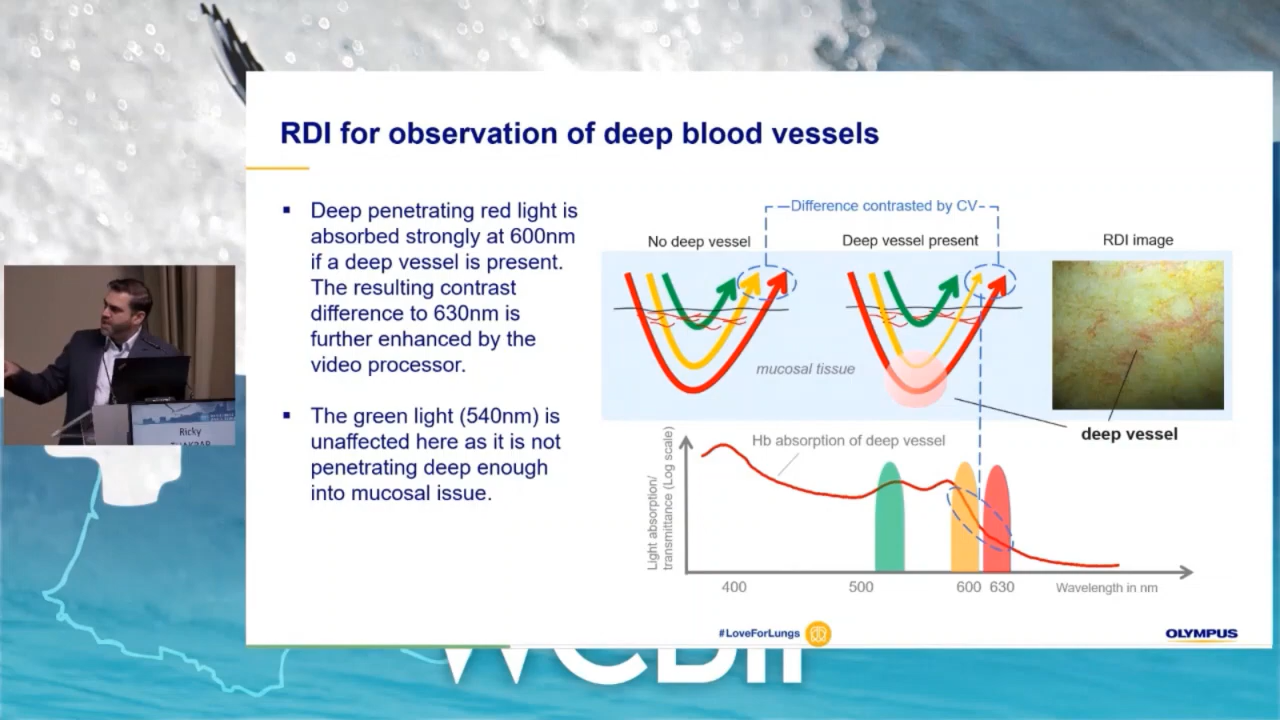 RDI for observation of deep blood vessels
▪ Deep penetrating red light is
absorbed strongly at 600nm
if a deep vessel is present.
The resulting contrast
difference to 630nm is
further enhanced by the
video processor.
▪ The green light (540nm) is
unaffected here as it is not
penetrating deep enough
into mucosal issue.
Difference contrasted by CV
No deep vessel
Deep vessel present
RDI image
mucosal tissue
deep vessel
Hb absorption of deep vessel
Light absorption/
transmittance (Log scale)
400 500 600 630 Wavelength in nm
#LoveForLungs
OLYMPUS
Ricky